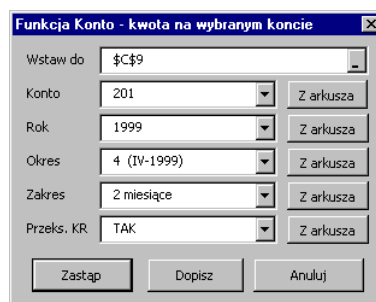 Funkcja Konto - kwota na wybranym koncie
Wstaw do $C$9
Konto 201 Z arkusza
Rok 1999 Z arkusza
Okres 4 (IV-1999) Z arkusza
Zakres 2 miesiące Z arkusza
Przeks. KR TAK Z arkusza
Zastąp Dopisz Anuluj